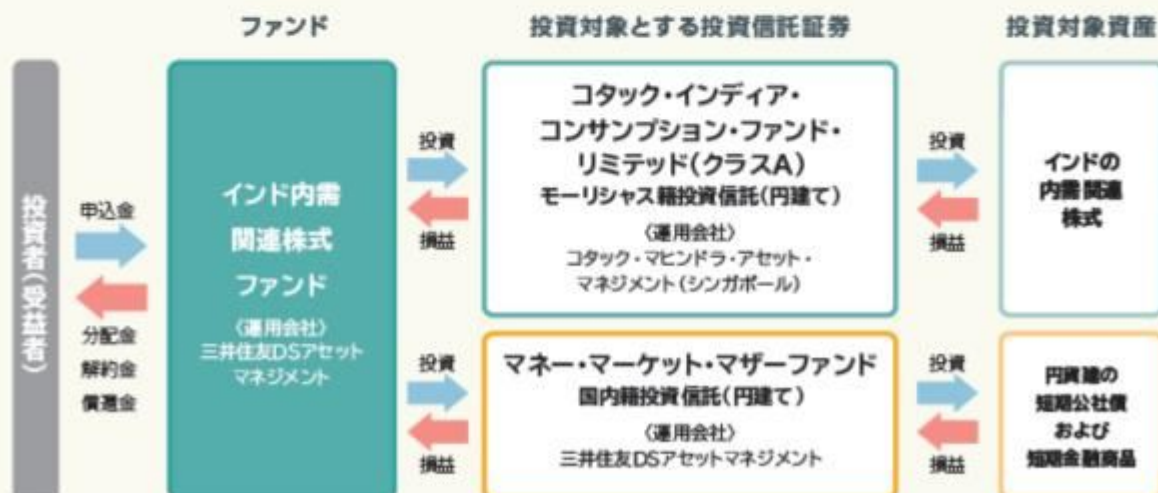 ファンド
投資対象とする投資信託証券
投資対象資産
投資者(受益者)
申込金
分配金
解約金
償還金
インド内需
関連株式
ファンド
〈運用会社〉
三井住友DSアセット
マネジメント
投資
損益
コタック・インディア・
コンサンプション・ファンド・
リミテッド(クラスA)
モーリシャス籍投資信託(円建て)
〈運用会社〉
コタック・マヒンドラ・アセット・
マネジメント(シンガポール)
投資
損益
インドの
内需関連
株式
投資
損益
マネー・マーケット・マザーファンド
国内籍投資信託(円建て)
〈運用会社〉
三井住友DSアセットマネジメント
投資
損益
円貨建の
短期公社債
および
短期金融商品